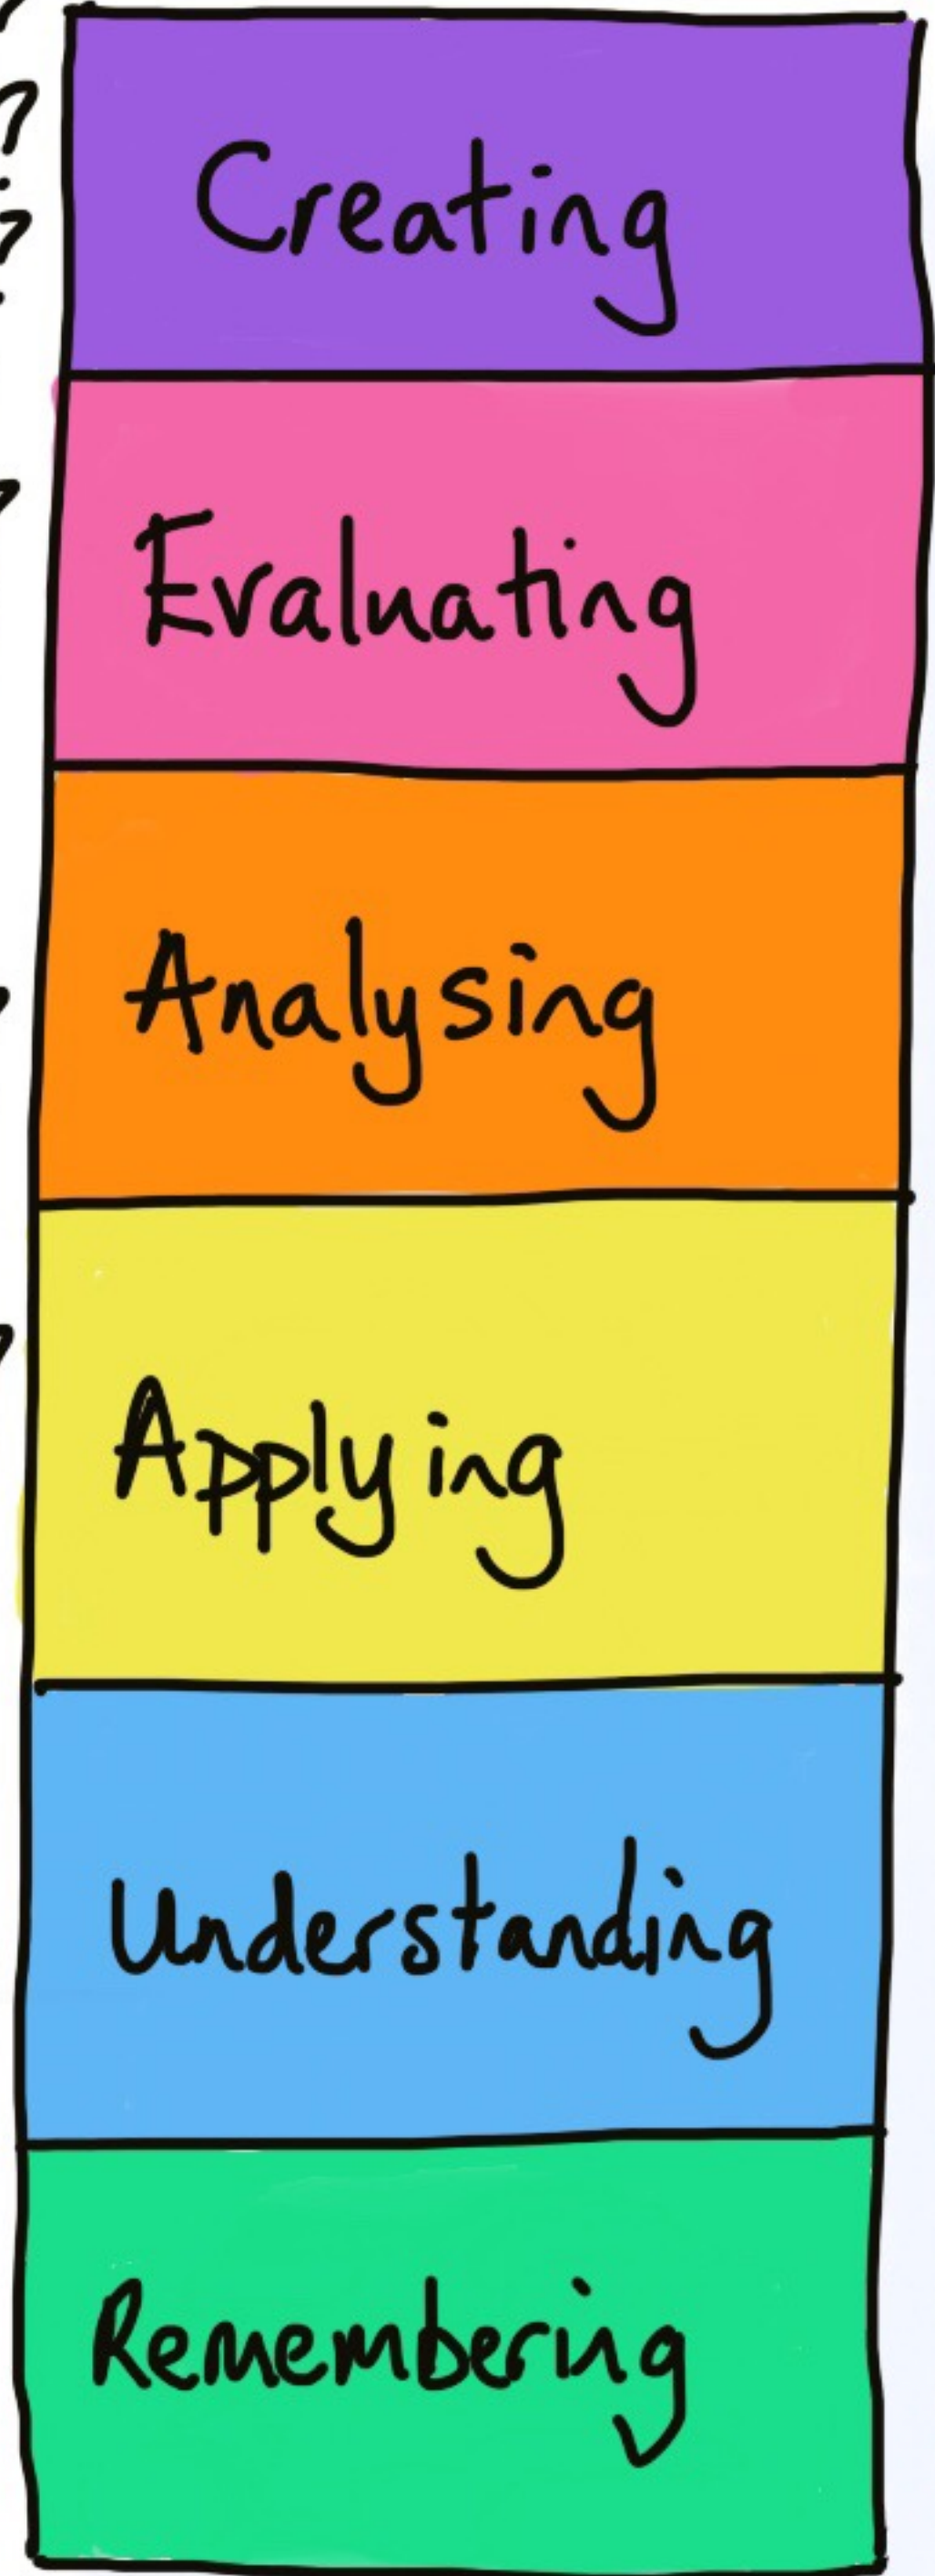 Creating
Evaluating
Analysing
Applying
Understanding
Remembering